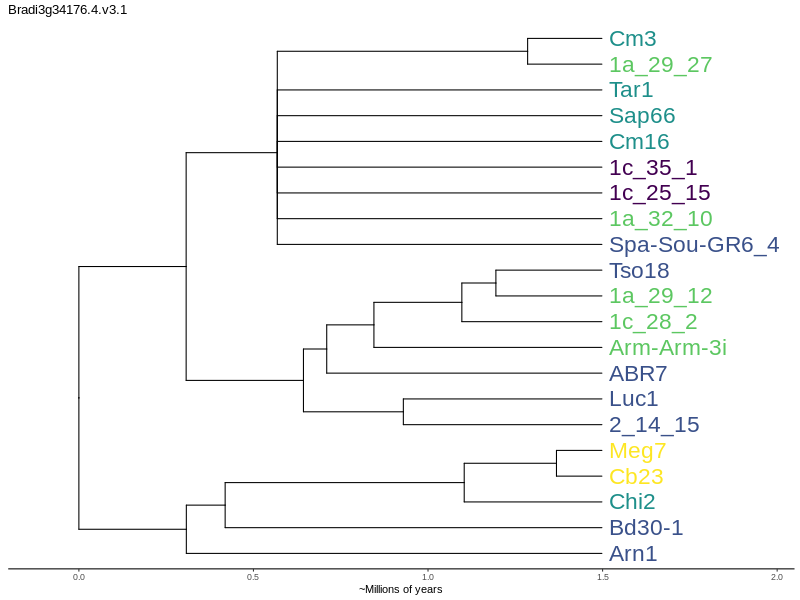 Bradi3g34176.4.v3.1
Cm3
1a_29_27
Tar1
Sap66
Cm16
1c_35_1
1c_25_15
1a_32_10
Spa-Sou-GR6_4
Tso18
1a_29_12
1c_28_2
Arm-Arm-3i
ABR7
Luc1
2_14_15
Meg7
Cb23
Chi2
Bd30-1
Arn1
0.0 0.5 1.0 1.5 2.0
~Millions of years